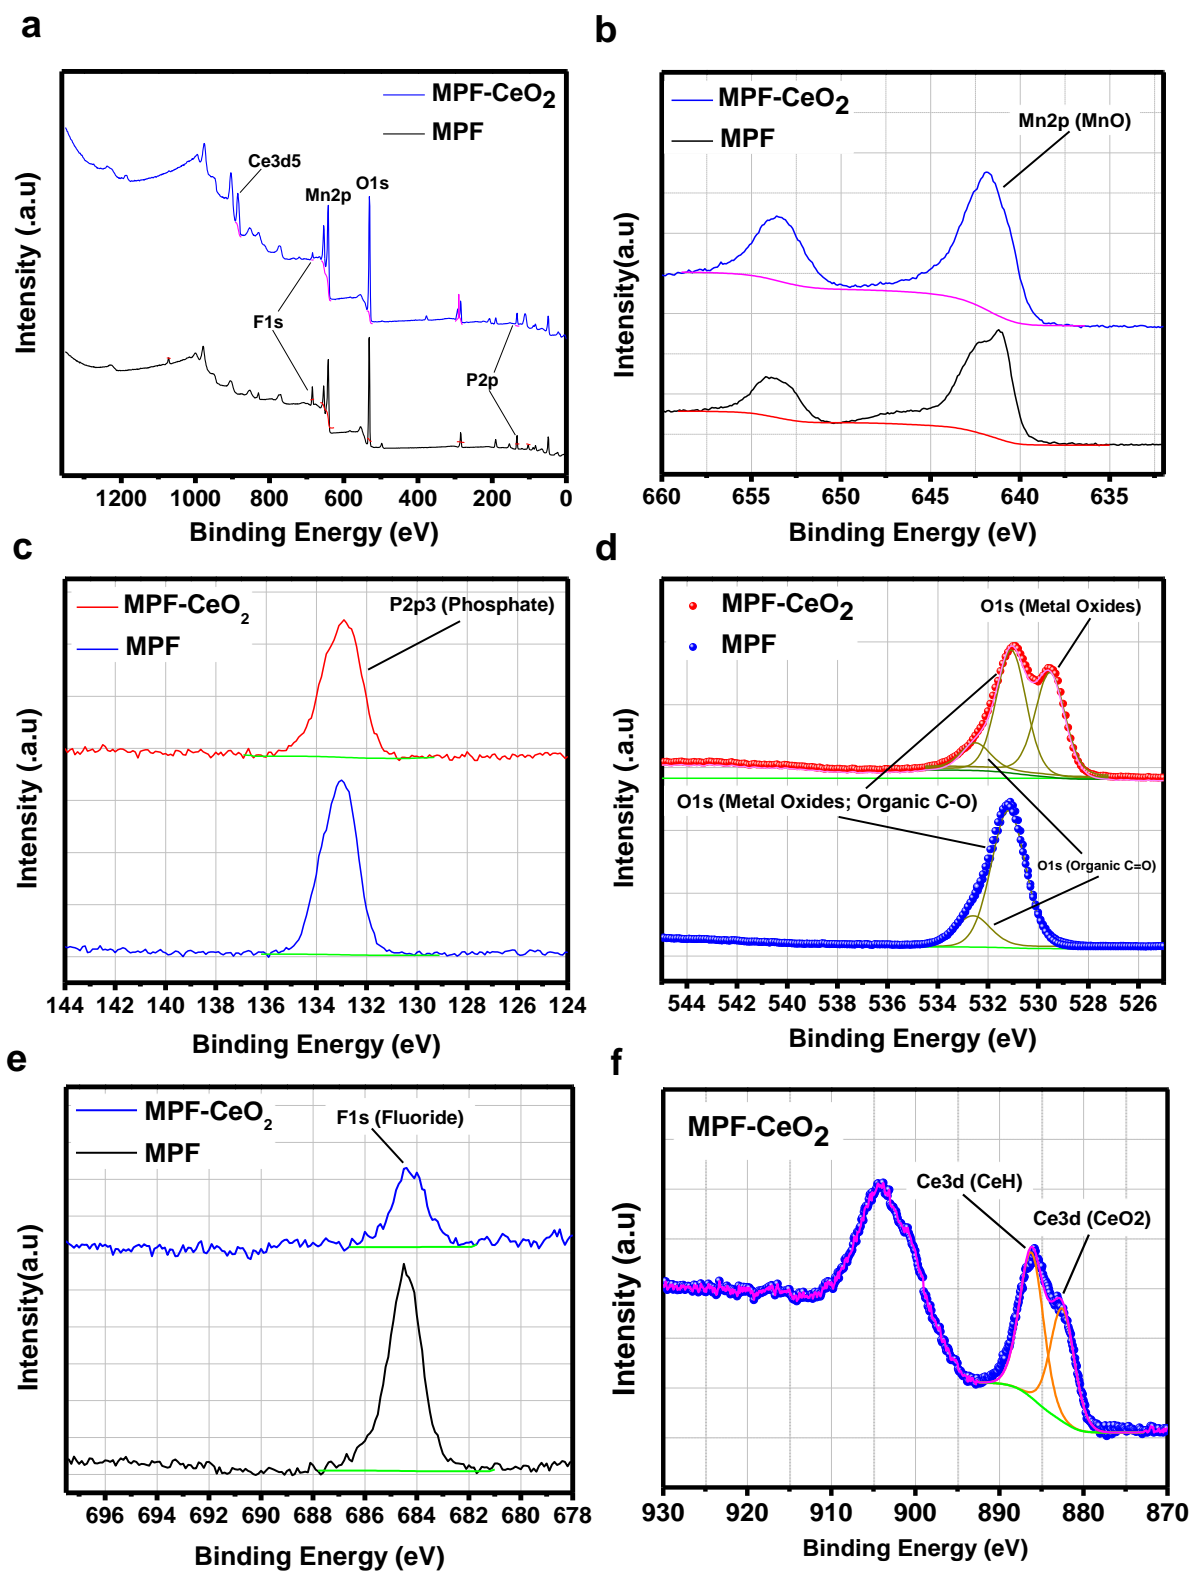 a
MPF-CeO2
MPF
Ce3d5
Mn2p
O1s
F1s
P2p
Intensity (.a.u)
1200 1000 800 600 400 200 0
Binding Energy (eV)
b
MPF-CeO2
MPF
Mn2p (MnO)
Intensity(a.u)
660 655 650 645 640 635
Binding Energy (eV)
c
MPF-CeO2
MPF
P2p3 (Phosphate)
Intensity (.a.u)
144 142 140 138 136 134 132 130 128 126 124
Binding Energy (eV)
d
MPF-CeO2
MPF
O1s (Metal Oxides)
O1s (Metal Oxides; Organic C-O)
O1s (Organic C=O)
Intensity (.a.u)
544 542 540 538 536 534 532 530 528 526
Binding Energy (eV)
e
MPF-CeO2
MPF
F1s (Fluoride)
Intensity(a.u)
696 694 692 690 688 686 684 682 680 678
Binding Energy (eV)
f
MPF-CeO2
Ce3d (CeH)
Ce3d (CeO2)
Intensity (a.u)
930 920 910 900 890 880 870
Binding Energy (eV)